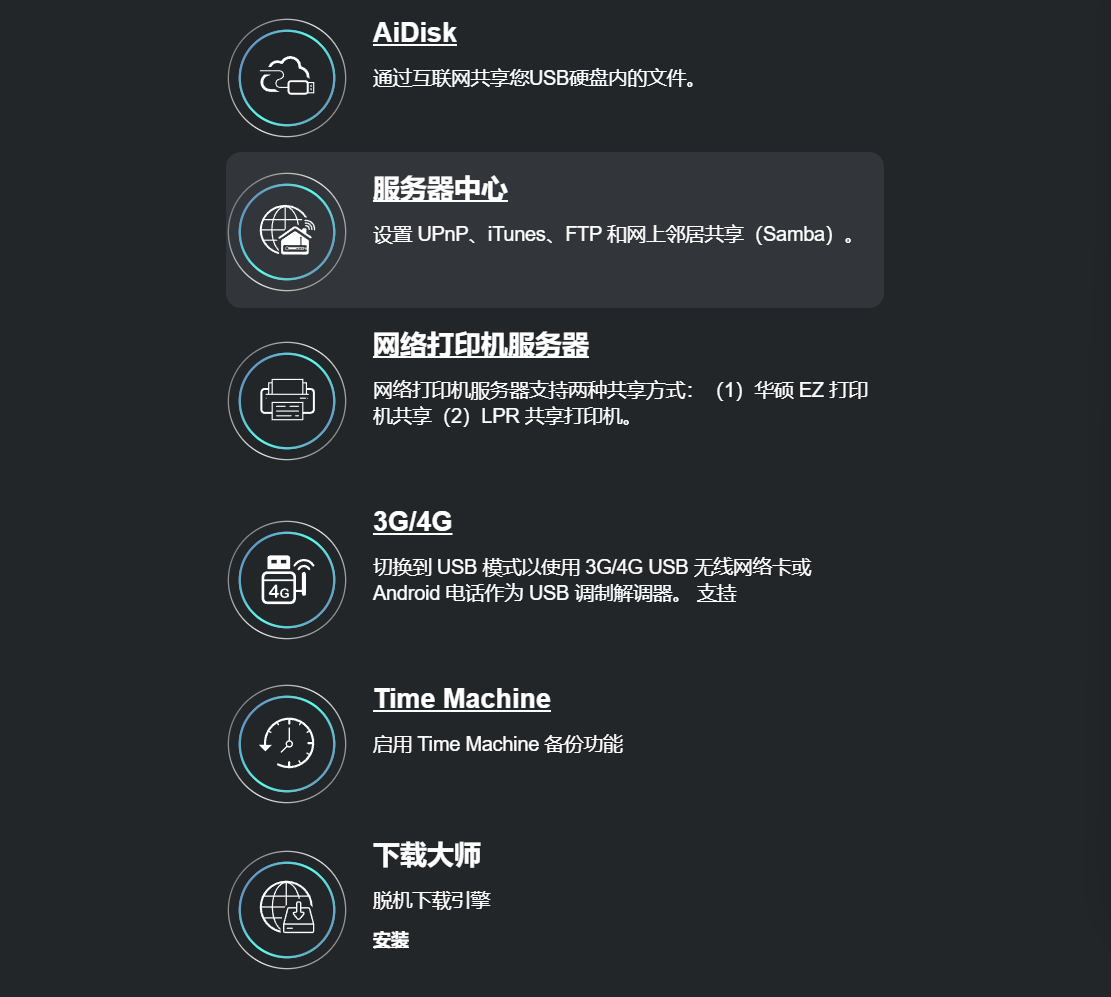 AiDisk
通过互联网共享您USB硬盘内的文件。
服务器中心
设置 UPnP、iTunes、FTP 和网上邻居共享（Samba）。
网络打印机服务器
网络打印机服务器支持两种共享方式：（1）华硕 EZ 打印
机共享（2）LPR 共享打印机。
3G/4G
切换到 USB 模式以使用 3G/4G USB 无线网络卡或
Android 电话作为 USB 调制解调器。 支持
4G
Time Machine
启用 Time Machine 备份功能
下载大师
脱机下载引擎
安装